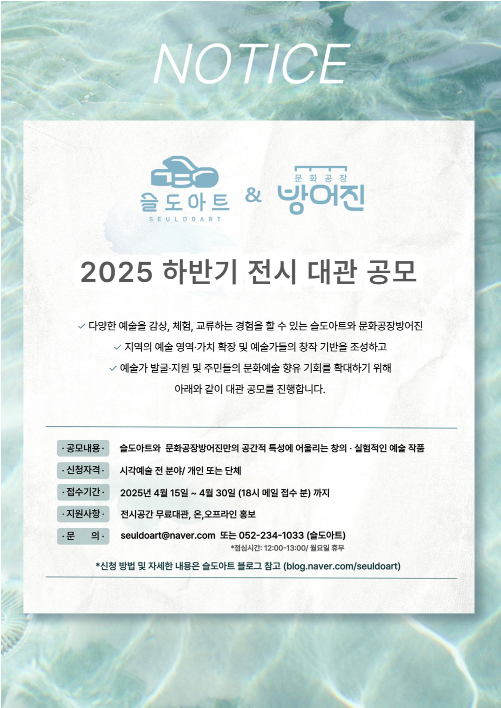 NOTICE
슬도아트
SEULDOART
&
문화공장
방어진
2025 하반기 전시 대관 공모
✓ 다양한 예술을 감상, 체험, 교류하는 경험을 할 수 있는 슬도아트와 문화공장방어진
✓ 지역의 예술 영역·가치 확장 및 예술가들의 창작 기반을 조성하고
✓ 예술가 발굴·지원 및 주민들의 문화예술 향유 기회를 확대하기 위해
아래와 같이 대관 공모를 진행합니다.
· 공모내용 · 슬도아트와 문화공장방어진만의 공간적 특성에 어울리는 창의 · 실험적인 예술 작품
· 신청자격 · 시각예술 전 분야/ 개인 또는 단체
· 접수기간 · 2025년 4월 15일 ~ 4월 30일 (18시 메일 접수 분) 까지
· 지원사항 · 전시공간 무료대관, 온,오프라인 홍보
· 문 의 · seuldoart@naver.com 또는 052-234-1033 (슬도아트)
*점심시간: 12:00-13:00/ 월요일 휴무
*신청 방법 및 자세한 내용은 슬도아트 블로그 참고 (blog.naver.com/seuldoart)